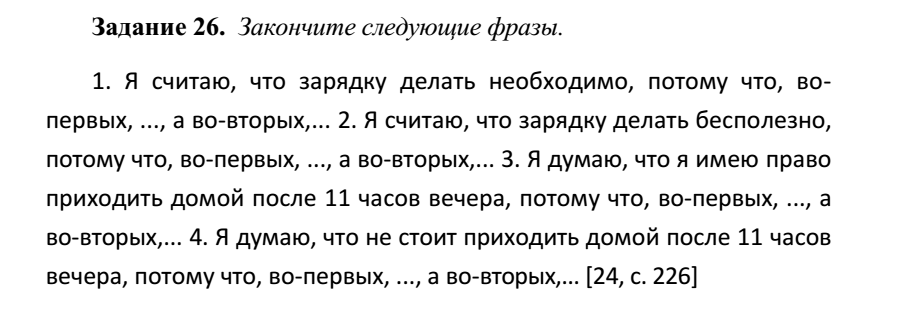 Задание 26. Закончите следующие фразы.
1. Я считаю, что зарядку делать необходимо, потому что, во-
первых, ..., а во-вторых,... 2. Я считаю, что зарядку делать бесполезно,
потому что, во-первых, ..., а во-вторых,... 3. Я думаю, что я имею право
приходить домой после 11 часов вечера, потому что, во-первых, ..., а
во-вторых,... 4. Я думаю, что не стоит приходить домой после 11 часов
вечера, потому что, во-первых, ..., а во-вторых,... [24, с. 226]